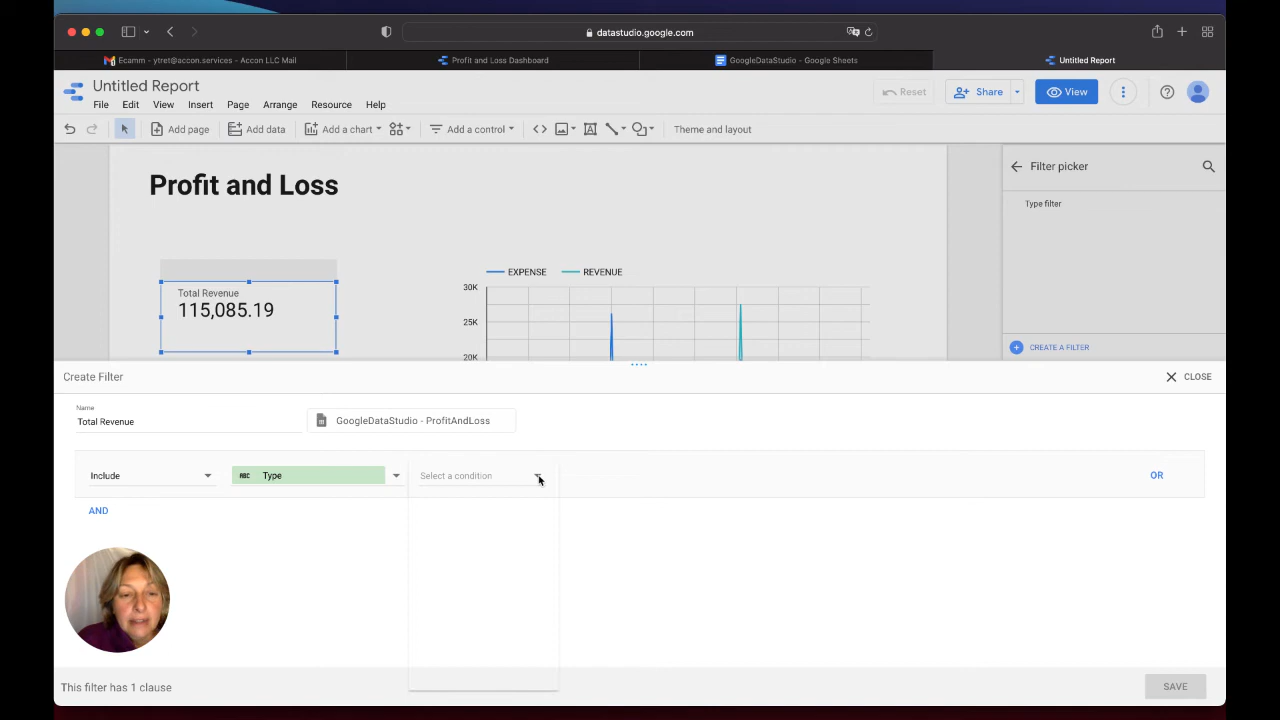 datastudio.google.com
Ecamm - ytret@accon.services - Accon LLC Mail
Profit and Loss Dashboard
GoogleDataStudio - Google Sheets
Untitled Report
Untitled Report
File Edit View Insert Page Arrange Resource Help
Reset
Share
View
Add page
Add data
Add a chart
Add a control
Theme and layout
Profit and Loss
Filter picker
Type filter
Total Revenue
115,085.19
EXPENSE
REVENUE
30K
25K
20K
CREATE A FILTER
Create Filter
CLOSE
Name
Total Revenue
GoogleDataStudio - ProfitAndLoss
Include
ABC
Type
Select a condition
OR
AND
This filter has 1 clause
SAVE